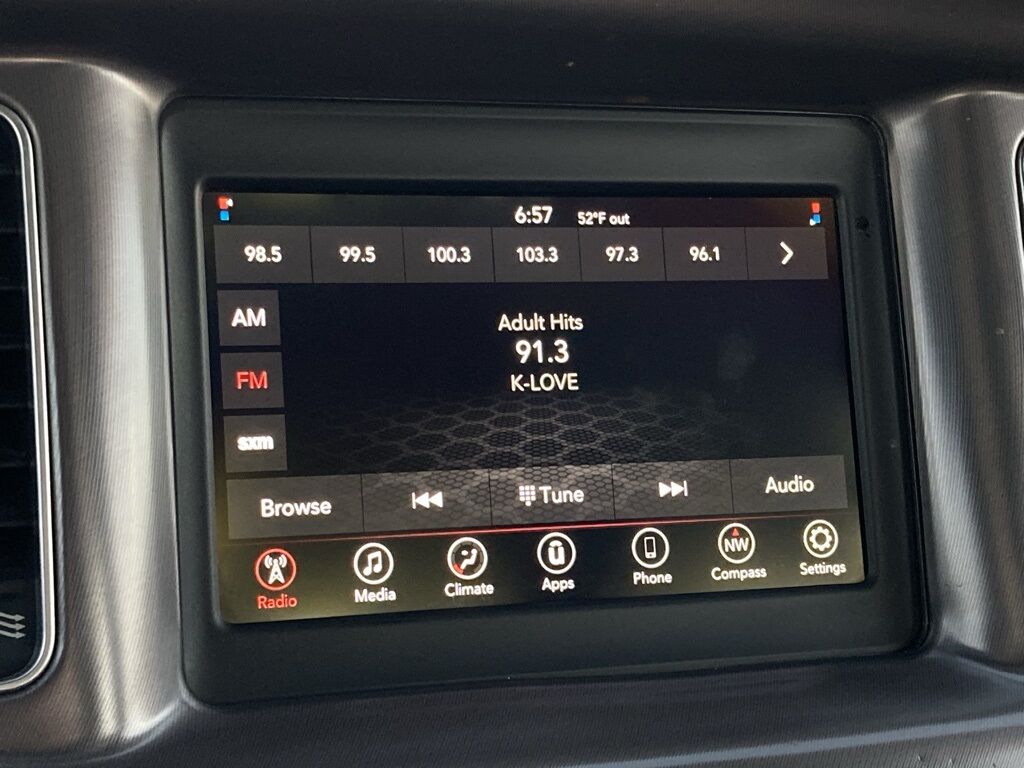 6:57 52°F out
98.5 99.5 100.3 103.3 97.3 96.1
AM
Adult Hits
91.3
FM
K-LOVE
sxm
Browse Tune Audio
NW
Radio Media Climate Apps Phone Compass Settings